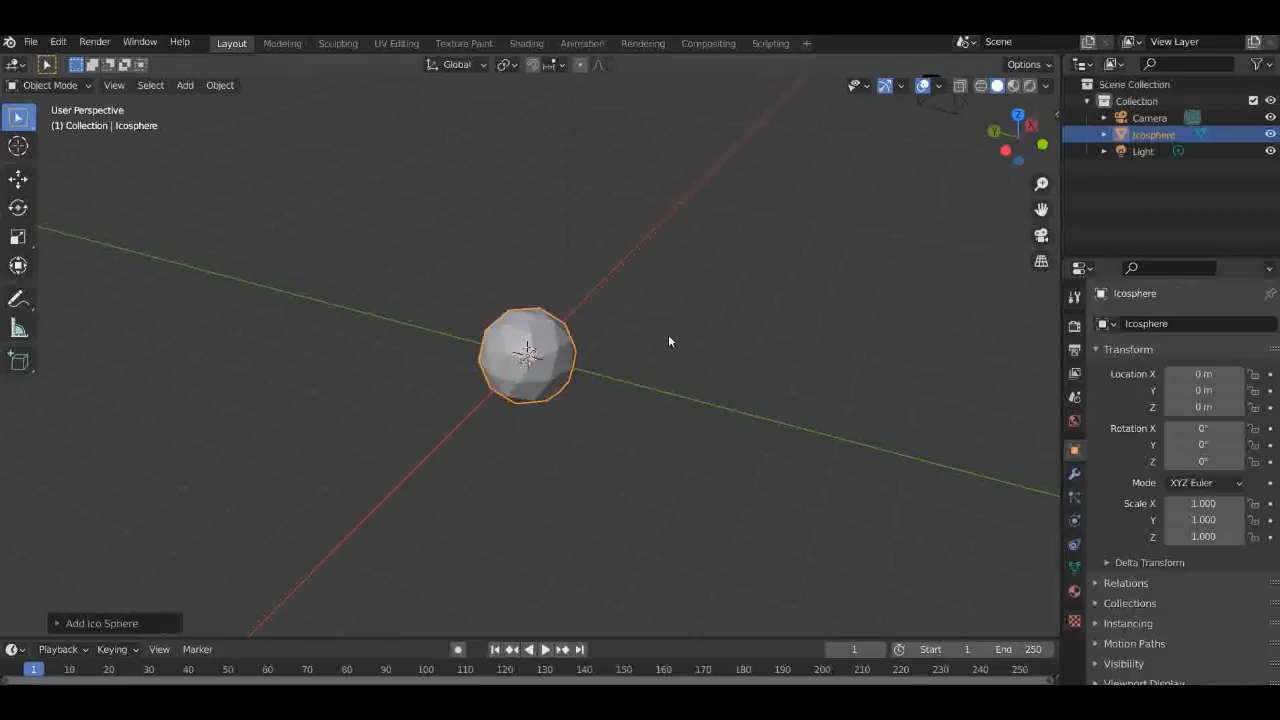 File Edit Render Window Help Layout Modeling Sculpting UV Editing Texture Paint Shading Animation Rendering Compositing Scripting + Scene View Layer
Global Options
Object Mode View Select Add Object
Scene Collection
Collection
Camera
Icosphere
Light
User Perspective
(1) Collection | Icosphere
Z
X
Y
Icosphere
Icosphere
Transform
Location X 0 m
Y 0 m
Z 0 m
Rotation X 0°
Y 0°
Z 0°
Mode XYZ Euler
Scale X 1.000
Y 1.000
Z 1.000
Delta Transform
Relations
Collections
Instancing
Motion Paths
Visibility
Viewport Display
Add Ico Sphere
Playback Keying View Marker 1 Start 1 End 250
1 10 20 30 40 50 60 70 80 90 100 110 120 130 140 150 160 170 180 190 200 210 220 230 240 250